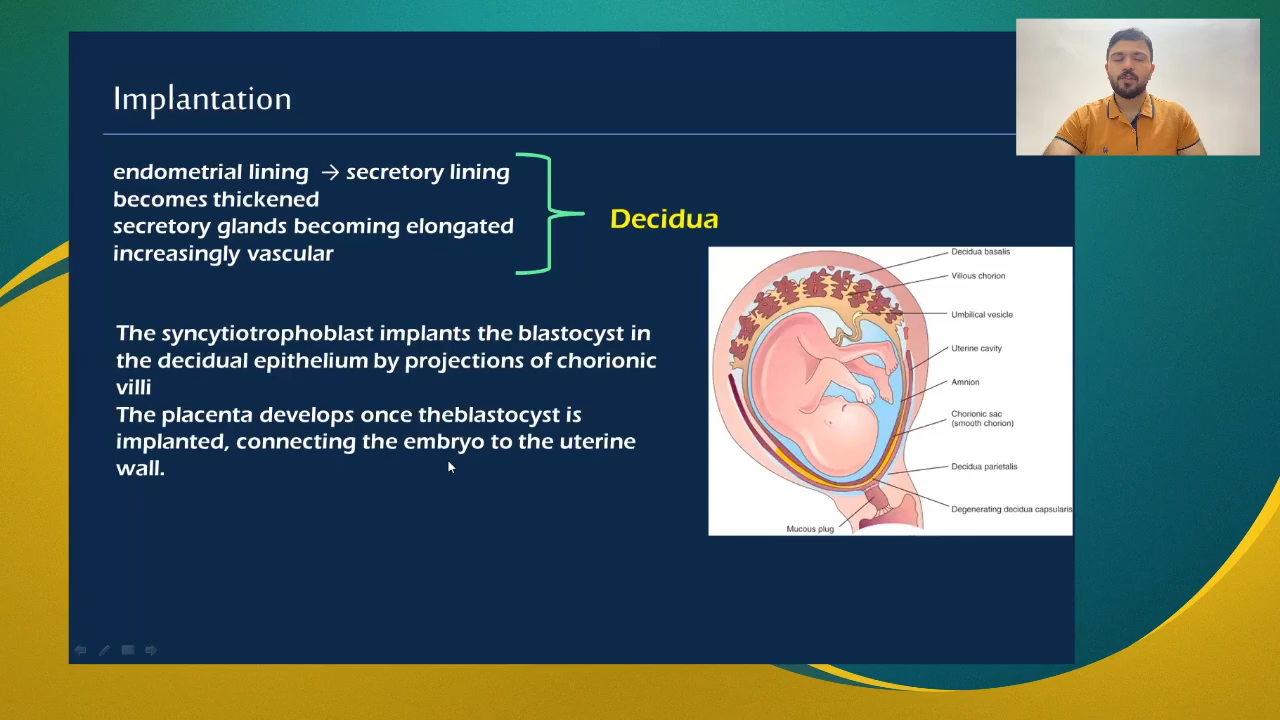 Implantation
endometrial lining → secretory lining
becomes thickened
secretory glands becoming elongated
increasingly vascular
Decidua
The syncytiotrophoblast implants the blastocyst in
the decidual epithelium by projections of chorionic
villi
The placenta develops once theblastocyst is
implanted, connecting the embryo to the uterine
wall.
Decidua basalis
Villous chorion
Umbilical vesicle
Uterine cavity
Amnion
Chorionic sac
(smooth chorion)
Decidua parietalis
Degenerating decidua capsularis
Mucous plug